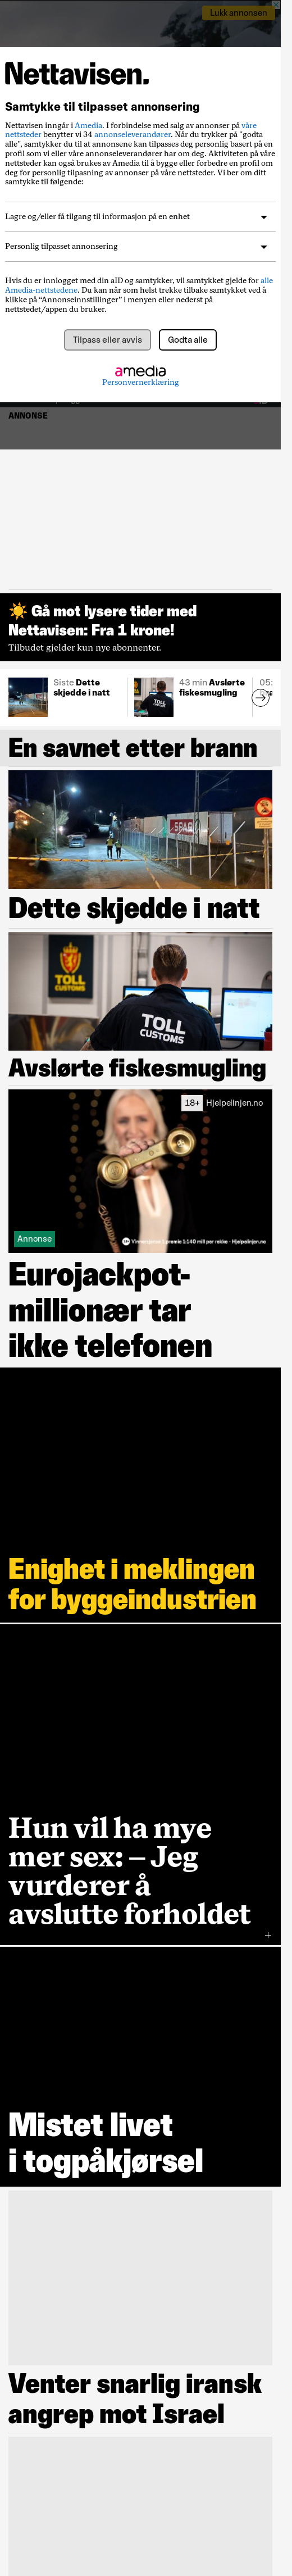 Lukk annonsen
Nettavisen.
Samtykke til tilpasset annonsering
Nettavisen inngår i Amedia. I forbindelse med salg av annonser på våre
nettsteder benytter vi 34 annonseleverandører. Når du trykker på "godta
alle", samtykker du til at annonsene kan tilpasses deg personlig basert på en
profil som vi eller våre annonseleverandører har om deg. Aktiviteten på våre
nettsteder kan også brukes av Amedia til å bygge eller forbedre en profil om
deg for personlig tilpasning av annonser på våre nettsteder. Vi ber om ditt
samtykke til følgende:
Lagre og/eller få tilgang til informasjon på en enhet
Personlig tilpasset annonsering
Hvis du er innlogget med din aID og samtykker, vil samtykket gjelde for alle
Amedia-nettstedene. Du kan når som helst trekke tilbake samtykket ved å
klikke på “Annonseinnstillinger” i menyen eller nederst på
nettstedet/appen du bruker.
Tilpass eller avvis
Godta alle
amedia
Personvernerklæring
ANNONSE
☀️ Gå mot lysere tider med
Nettavisen: Fra 1 krone!
Tilbudet gjelder kun nye abonnenter.
Siste Dette
skjedde i natt
43 min Avslørte
fiskesmugling
05:
En savnet etter brann
SPAR
Dette skjedde i natt
TOLL
CUSTOMS
TOLL
CUSTOMS
Avslørte fiskesmugling
18+ Hjelpelinjen.no
Annonse
Vinnersjanse 1.premie 1:140 mill per rekke - Hjelpelinjen.no
Eurojackpot-
millionær tar
ikke telefonen
Enighet i meklingen
for byggeindustrien
Hun vil ha mye
mer sex: – Jeg
vurderer å
avslutte forholdet
+
Mistet livet
i togpåkjørsel
Venter snarlig iransk
angrep mot Israel